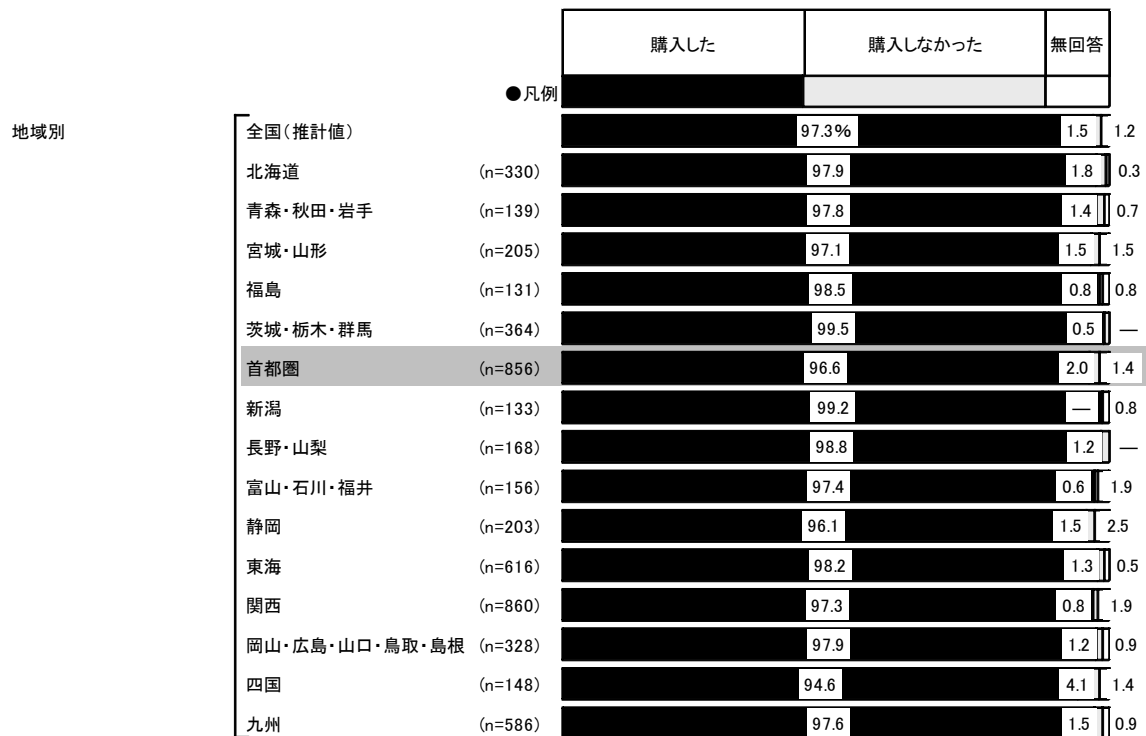 購入した 購入しなかった 無回答
●凡例
地域別 全国(推計値) 97.3% 1.5 1.2
北海道 (n=330) 97.9 1.8 0.3
青森・秋田・岩手 (n=139) 97.8 1.4 0.7
宮城・山形 (n=205) 97.1 1.5 1.5
福島 (n=131) 98.5 0.8 0.8
茨城・栃木・群馬 (n=364) 99.5 0.5 —
首都圏 (n=856) 96.6 2.0 1.4
新潟 (n=133) 99.2 — 0.8
長野・山梨 (n=168) 98.8 1.2 —
富山・石川・福井 (n=156) 97.4 0.6 1.9
静岡 (n=203) 96.1 1.5 2.5
東海 (n=616) 98.2 1.3 0.5
関西 (n=860) 97.3 0.8 1.9
岡山・広島・山口・鳥取・島根 (n=328) 97.9 1.2 0.9
四国 (n=148) 94.6 4.1 1.4
九州 (n=586) 97.6 1.5 0.9